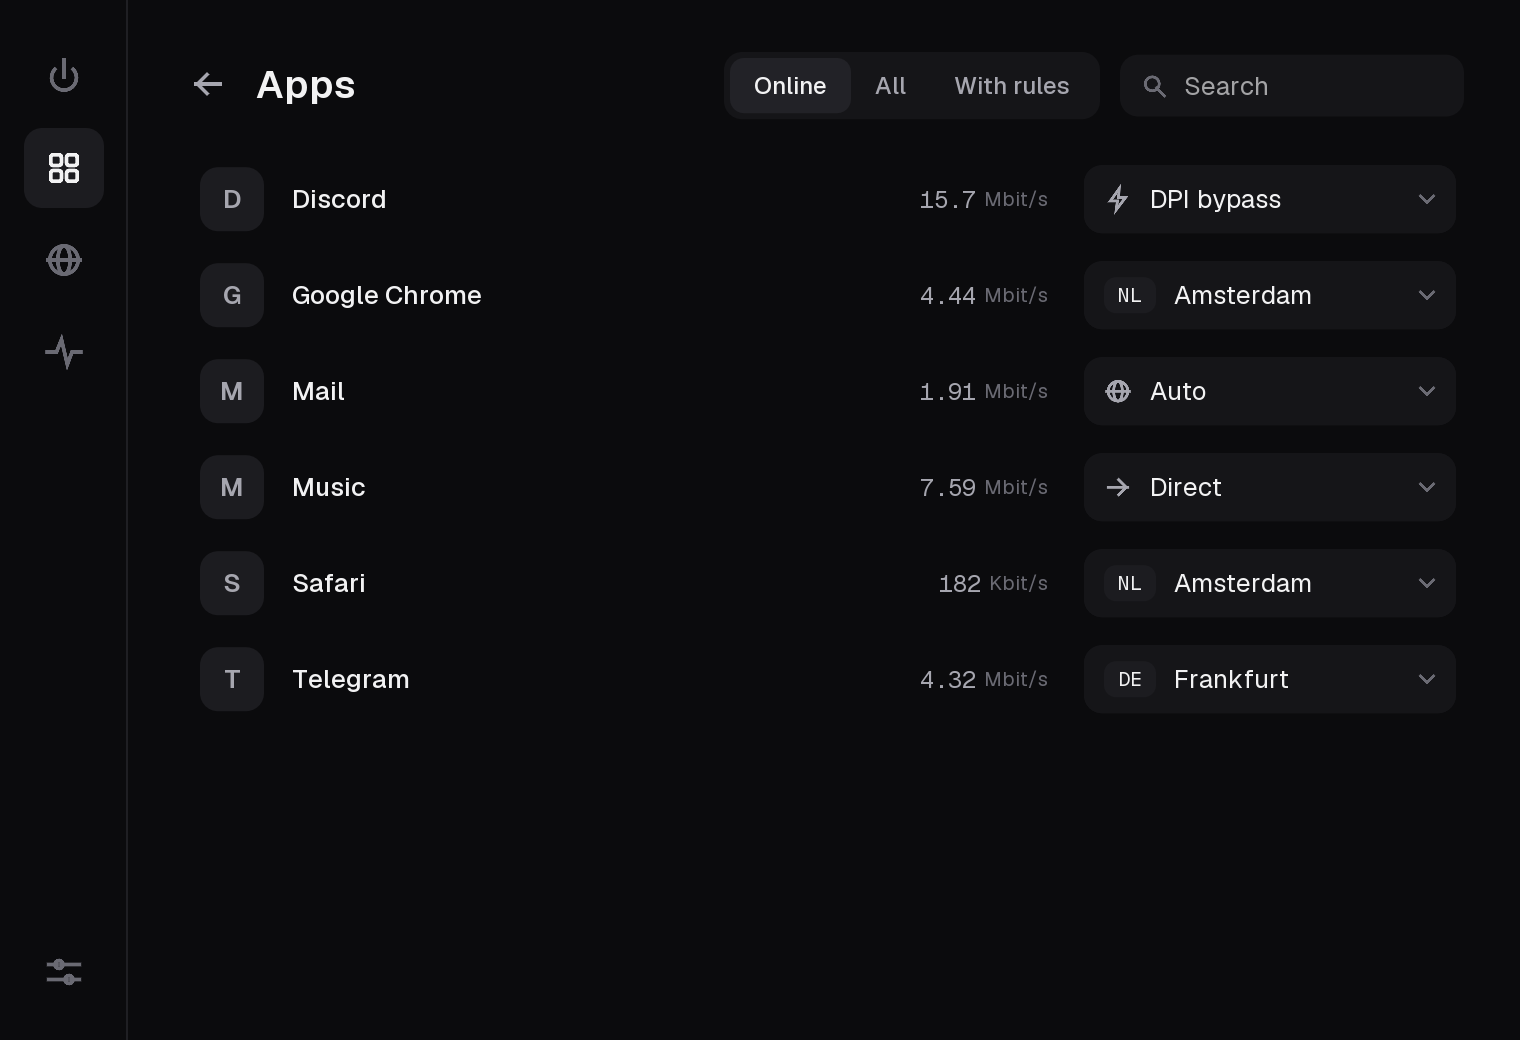 Apps
Online All With rules
Search
D Discord 15.7 Mbit/s DPI bypass
G Google Chrome 4.44 Mbit/s NL Amsterdam
M Mail 1.91 Mbit/s Auto
M Music 7.59 Mbit/s Direct
S Safari 182 Kbit/s NL Amsterdam
T Telegram 4.32 Mbit/s DE Frankfurt